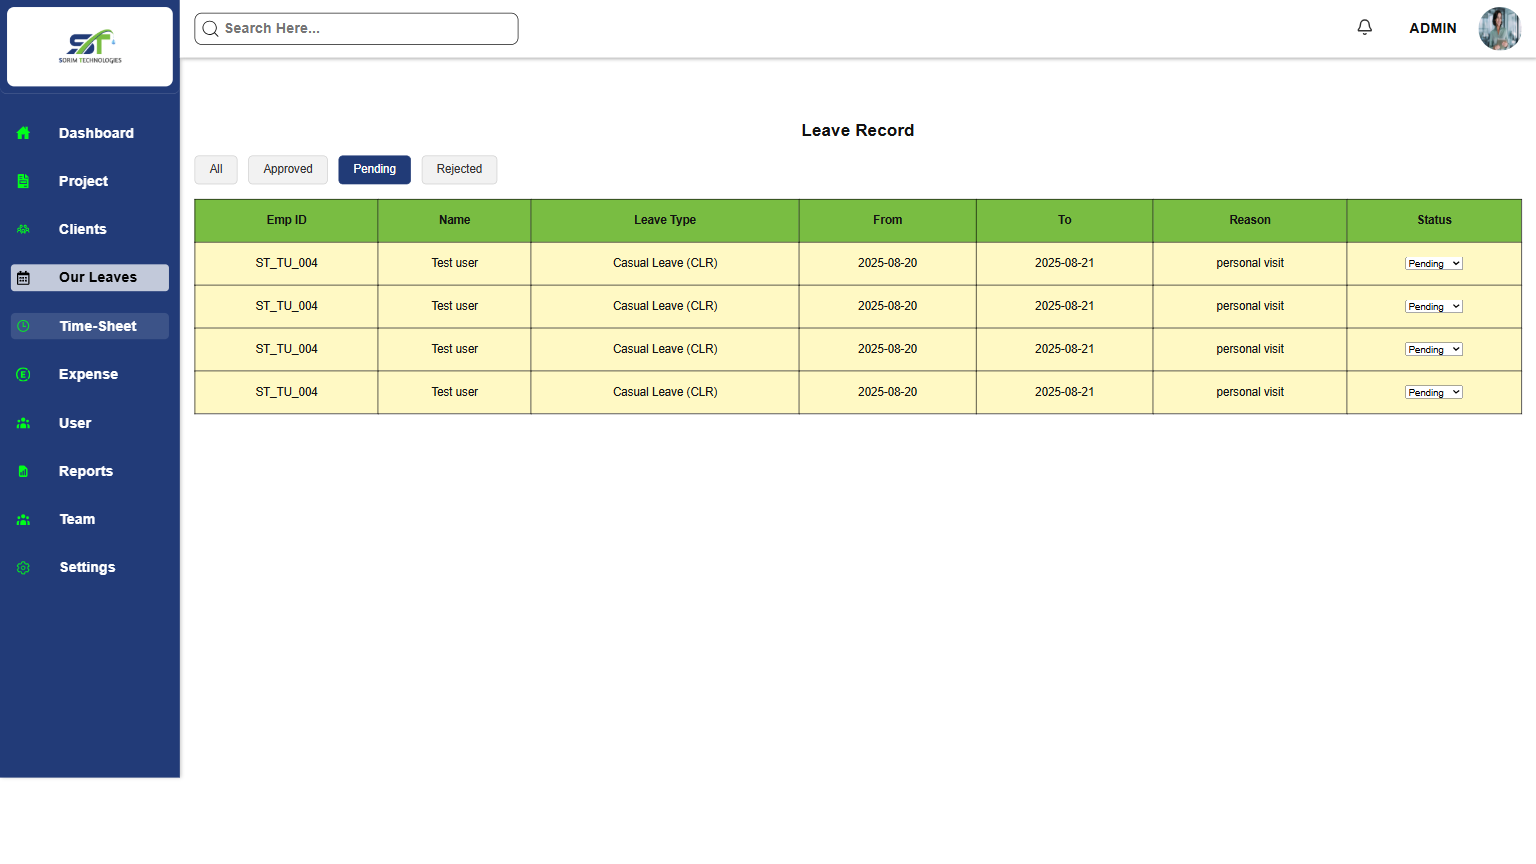 SORIM TECHNOLOGIES
Search Here...
ADMIN
Dashboard
Project
Clients
Our Leaves
Time-Sheet
Expense
User
Reports
Team
Settings
Leave Record
All Approved Pending Rejected
Emp ID Name Leave Type From To Reason Status
ST_TU_004 Test user Casual Leave (CLR) 2025-08-20 2025-08-21 personal visit Pending
ST_TU_004 Test user Casual Leave (CLR) 2025-08-20 2025-08-21 personal visit Pending
ST_TU_004 Test user Casual Leave (CLR) 2025-08-20 2025-08-21 personal visit Pending
ST_TU_004 Test user Casual Leave (CLR) 2025-08-20 2025-08-21 personal visit Pending